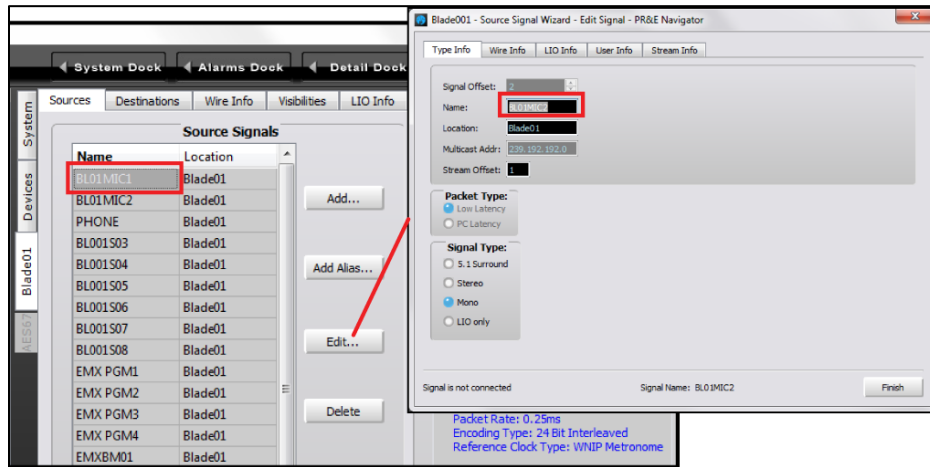 System Dock
Alarms Dock
Detail Dock
System
Devices
Blade01
AES67
Sources
Destinations
Wire Info
Visibilities
LIO Info
Source Signals
Name Location
BL01MIC1 Blade01
BL01MIC2 Blade01
PHONE Blade01
BL001S03 Blade01
BL001S04 Blade01
BL001S05 Blade01
BL001S06 Blade01
BL001S07 Blade01
BL001S08 Blade01
EMX PGM1 Blade01
EMX PGM2 Blade01
EMX PGM3 Blade01
EMX PGM4 Blade01
EMXBM01 Blade01
Add...
Add Alias...
Edit...
Delete
Blade001 - Source Signal Wizard - Edit Signal - PR&E Navigator
Type Info
Wire Info
LIO Info
User Info
Stream Info
Signal Offset: 2
Name: BL01MIC2
Location: Blade01
Multicast Addr: 239.192.192.0
Stream Offset: 1
Packet Type:
Low Latency
PC Latency
Signal Type:
5.1 Surround
Stereo
Mono
LIO only
Signal is not connected
Signal Name: BL01MIC2
Finish
Packet Rate: 0.25ms
Encoding Type: 24 Bit Interleaved
Reference Clock Type: WNIP Metronome